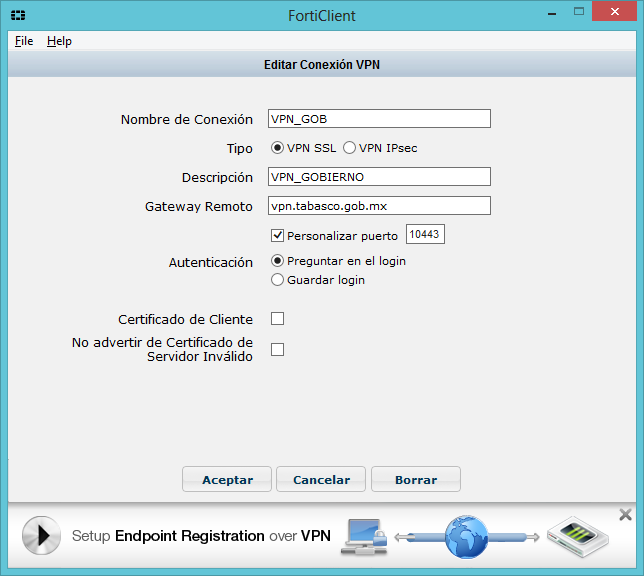 FortiClient
File Help
Editar Conexión VPN
Nombre de Conexión VPN_GOB
Tipo VPN SSL VPN IPsec
Descripción VPN_GOBIERNO
Gateway Remoto vpn.tabasco.gob.mx
Personalizar puerto 10443
Autenticación Preguntar en el login
Guardar login
Certificado de Cliente
No advertir de Certificado de
Servidor Inválido
Aceptar Cancelar Borrar
Setup Endpoint Registration over VPN